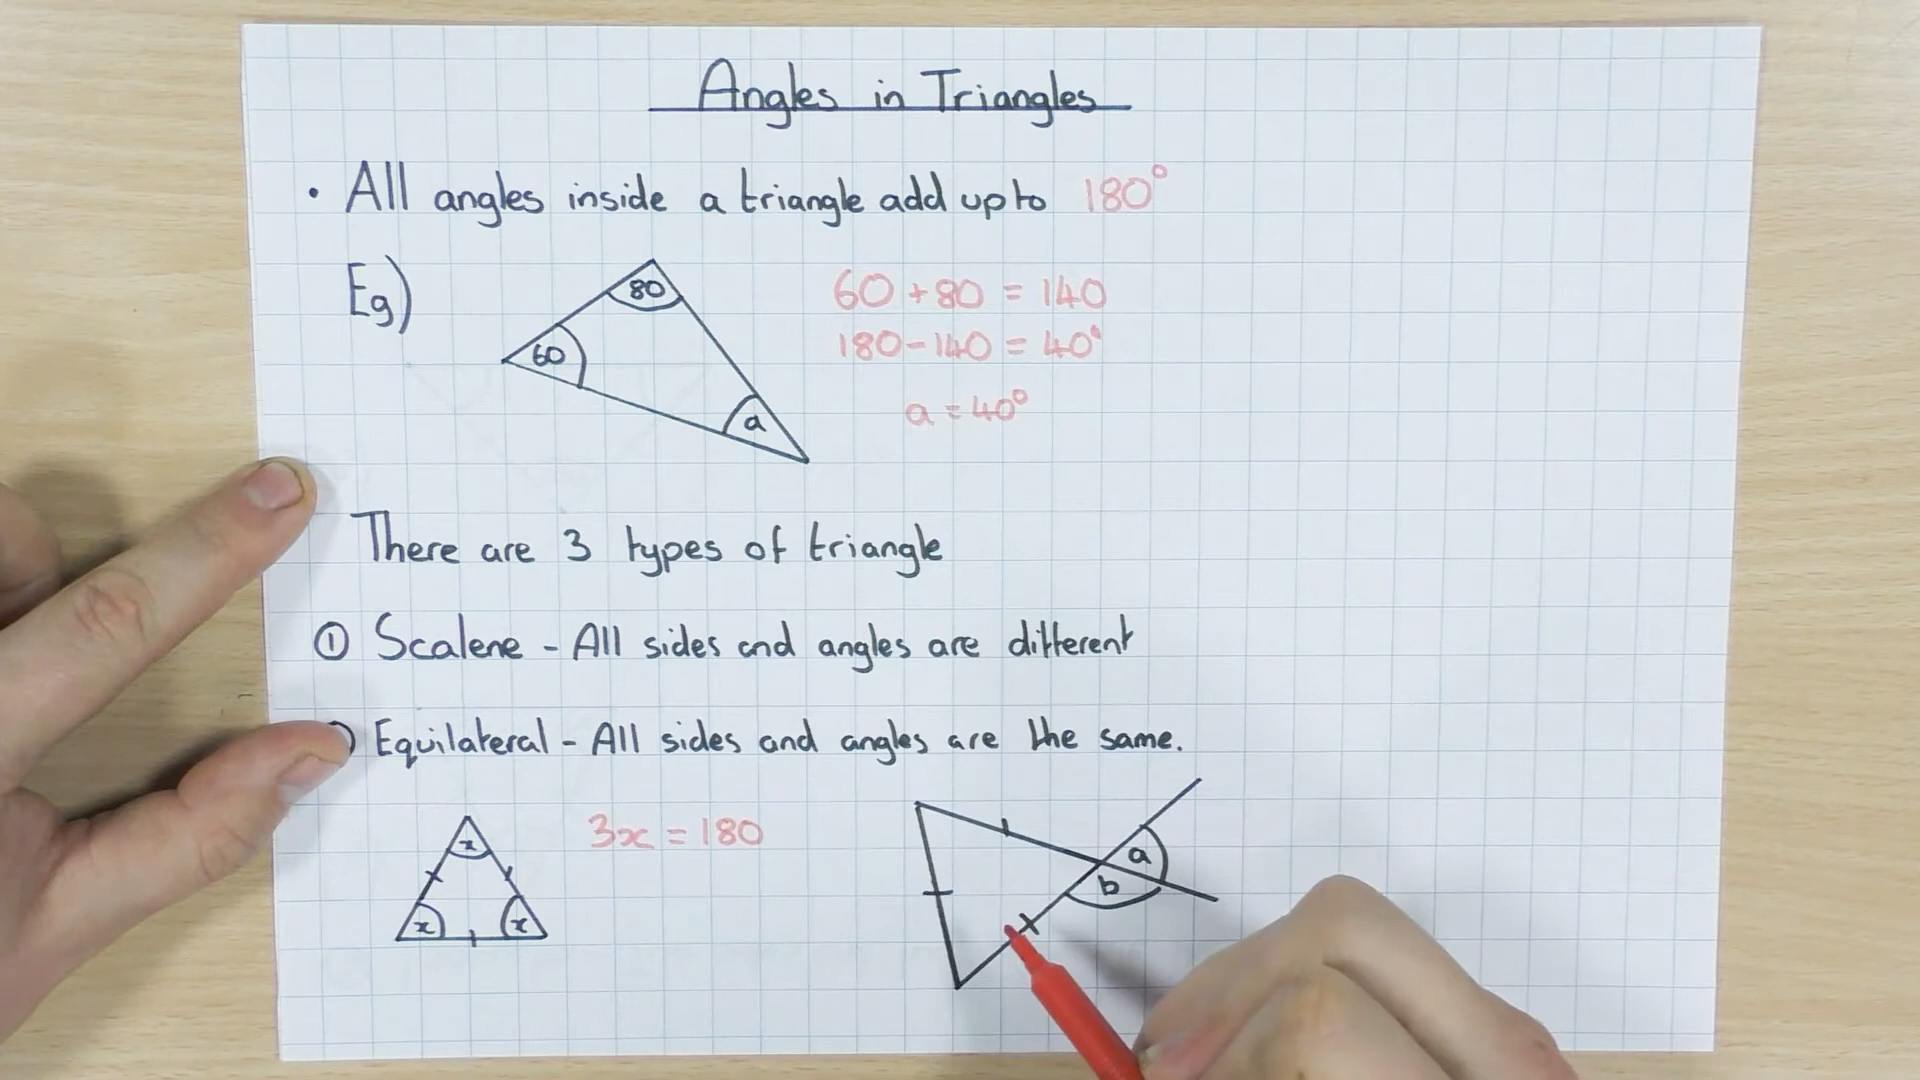 Angles in Triangles
• All angles inside a triangle add up to 180°
Eg)
80
60
a
60 + 80 = 140
180 - 140 = 40°
a = 40°
There are 3 types of triangle
① Scalene - All sides and angles are different
Equilateral - All sides and angles are the same.
x
x
x
3x = 180
a
b